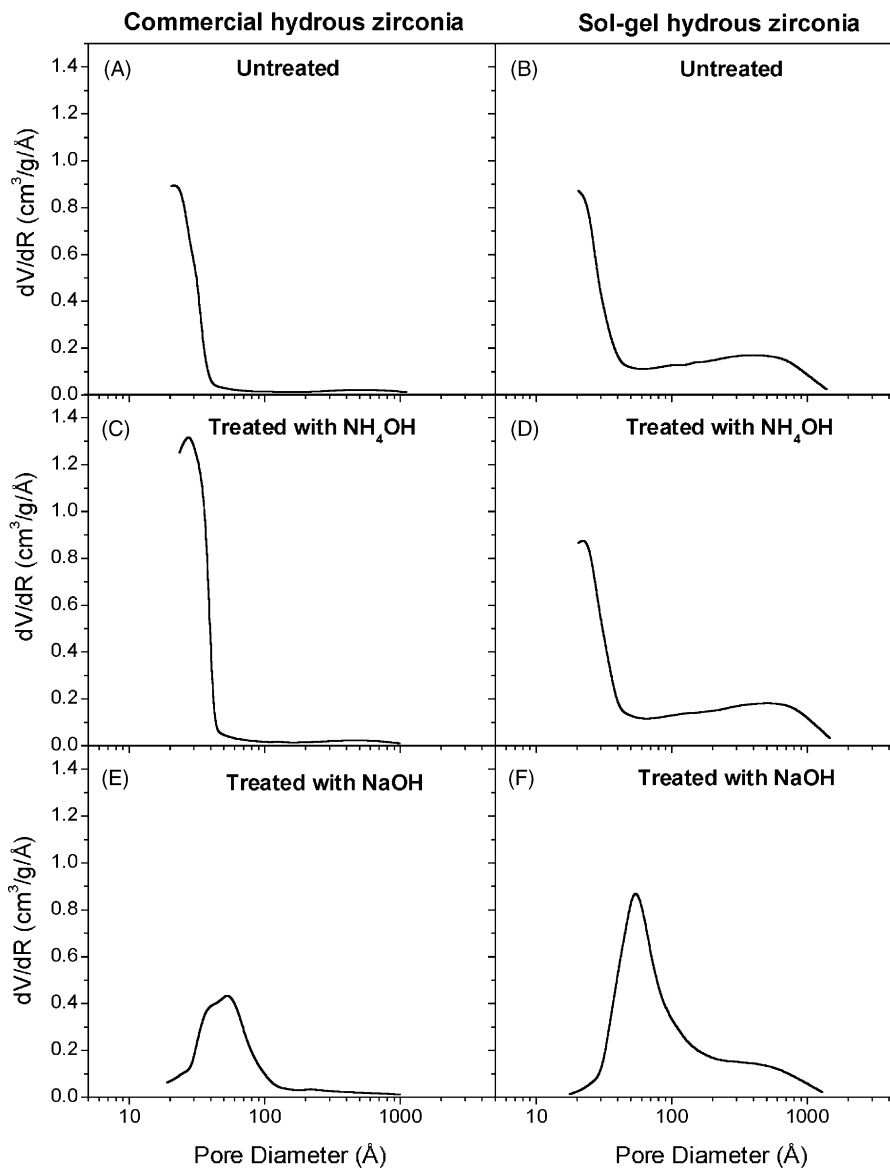 Commercial hydrous zirconia
Sol-gel hydrous zirconia
(A)
Untreated
1.4
1.2
1.0
0.8
0.6
0.4
0.2
0.0
dV/dR (cm³/g/Å)
(B)
Untreated
(C)
Treated with NH₄OH
1.4
1.2
1.0
0.8
0.6
0.4
0.2
0.0
dV/dR (cm³/g/Å)
(D)
Treated with NH₄OH
(E)
Treated with NaOH
1.4
1.2
1.0
0.8
0.6
0.4
0.2
0.0
dV/dR (cm³/g/Å)
10 100 1000
Pore Diameter (Å)
(F)
Treated with NaOH
10 100 1000
Pore Diameter (Å)